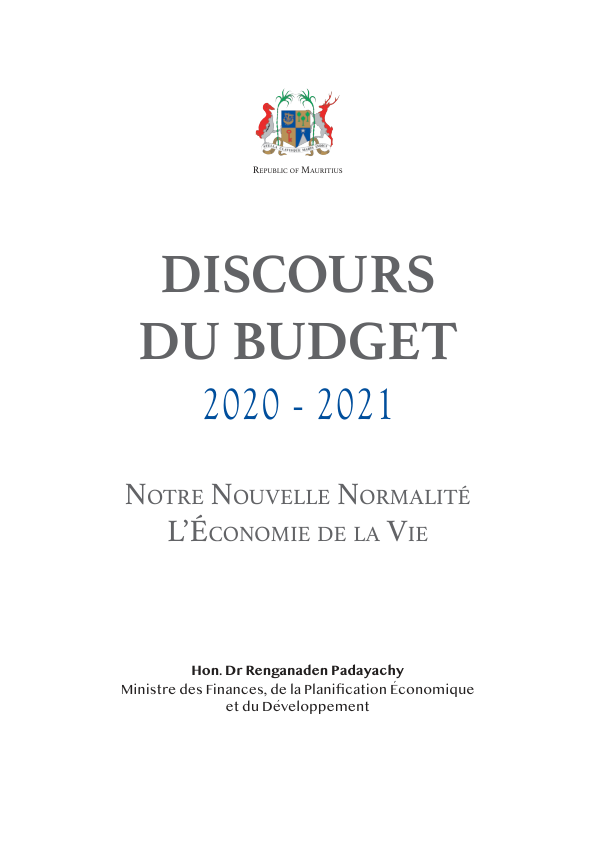 REPUBLIC OF MAURITIUS
DISCOURS
DU BUDGET
2020 - 2021
NOTRE NOUVELLE NORMALITÉ
L'ÉCONOMIE DE LA VIE
Hon. Dr Renganaden Padayachy
Ministre des Finances, de la Planification Économique
et du Développement